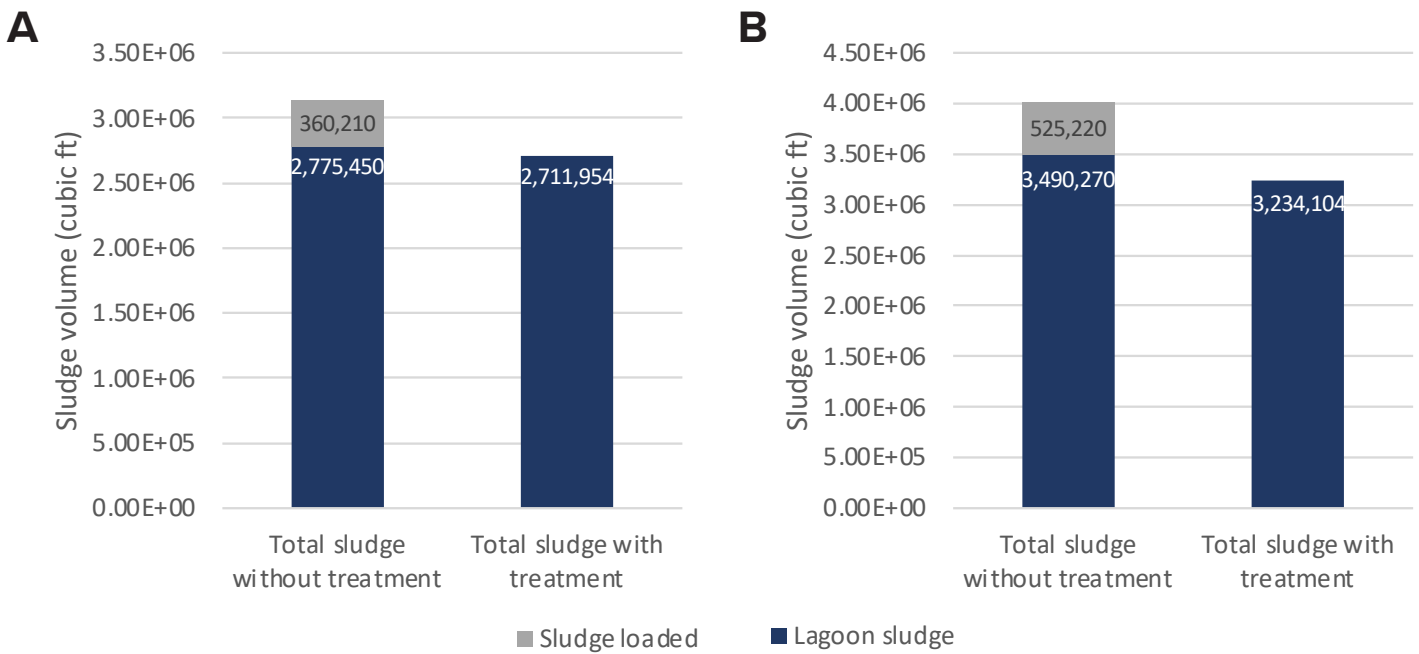 A
Sludge volume (cubic ft)
3.50E+06
3.00E+06
2.50E+06
2.00E+06
1.50E+06
1.00E+06
5.00E+05
0.00E+00
360,210
2,775,450
2,711,954
Total sludge
without treatment
Total sludge with
treatment
B
Sludge volume (cubic ft)
4.50E+06
4.00E+06
3.50E+06
3.00E+06
2.50E+06
2.00E+06
1.50E+06
1.00E+06
5.00E+05
0.00E+00
525,220
3,490,270
3,234,104
Total sludge
without treatment
Total sludge with
treatment
Sludge loaded
Lagoon sludge